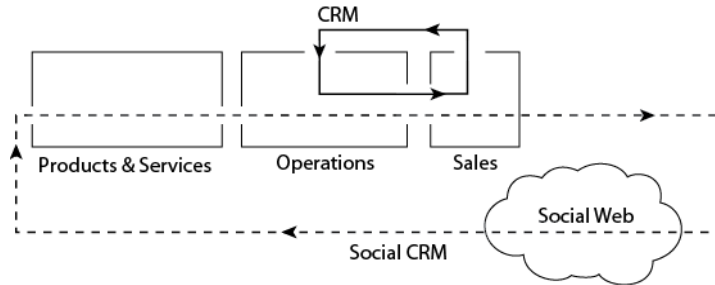 CRM
Products & Services
Operations
Sales
Social Web
Social CRM